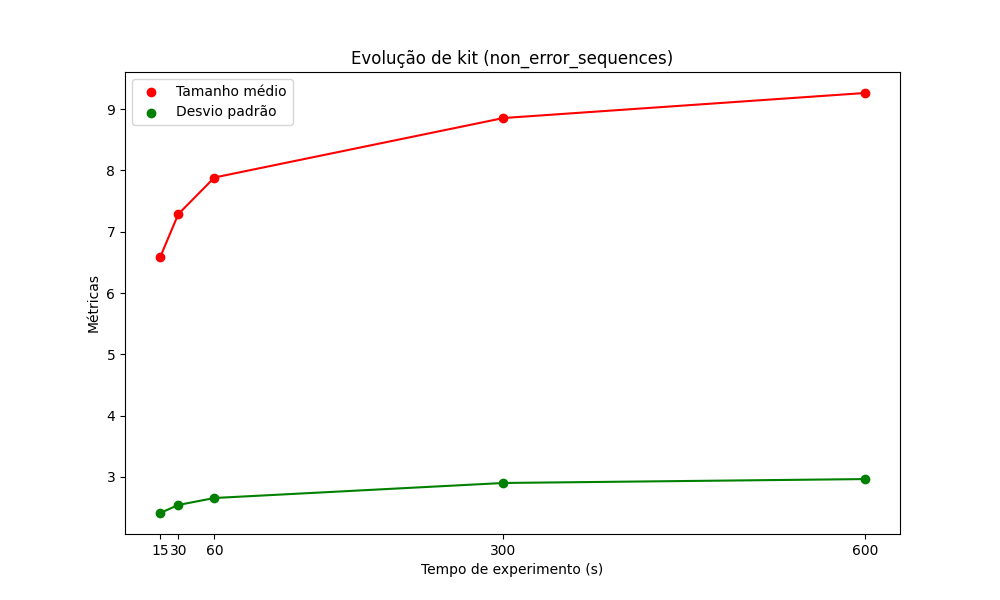 Evolução de kit (non_error_sequences)
Tamanho médio
Desvio padrão
9
8
7
6
5
4
3
Métricas
15 30 60 300 600
Tempo de experimento (s)